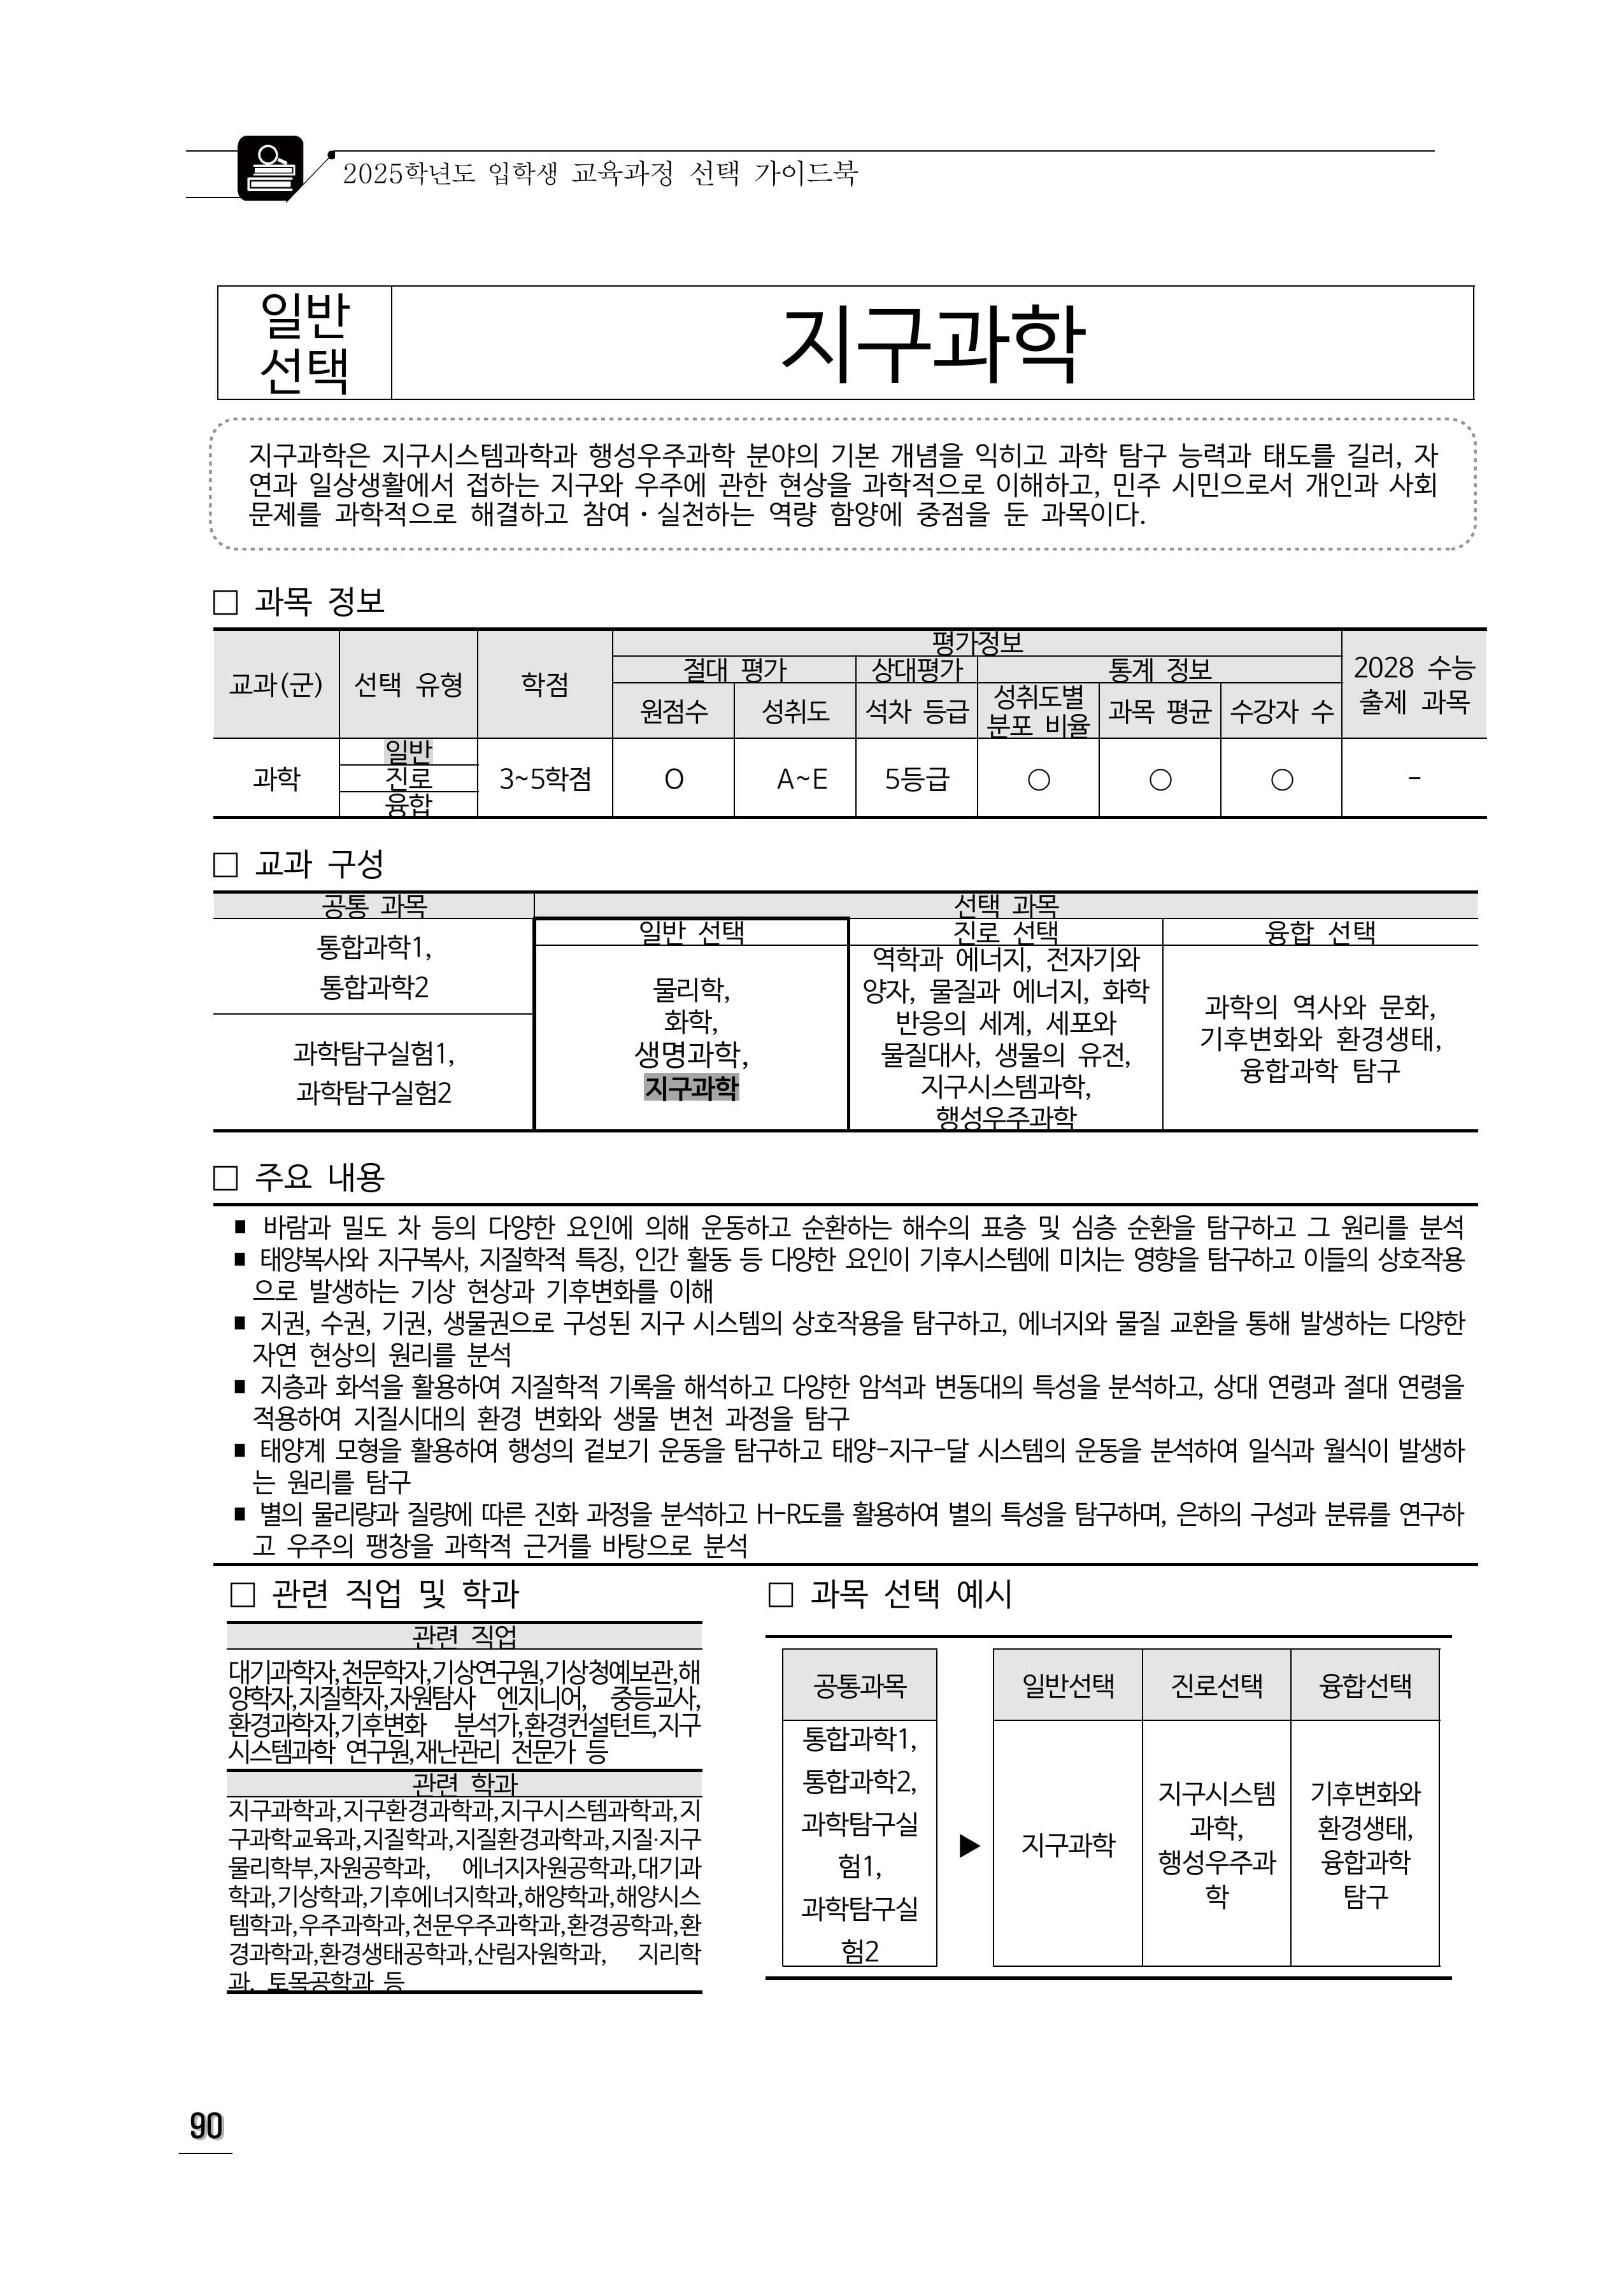 2025학년도 입학생 교육과정 선택 가이드북
일반
선택
지구과학
지구과학은 지구시스템과학과 행성우주과학 분야의 기본 개념을 익히고 과학 탐구 능력과 태도를 길러, 자
연과 일상생활에서 접하는 지구와 우주에 관한 현상을 과학적으로 이해하고, 민주 시민으로서 개인과 사회
문제를 과학적으로 해결하고 참여·실천하는 역량 함양에 중점을 둔 과목이다.
□ 과목 정보
교과(군)
선택 유형
학점
평가정보
2028 수능
출제 과목
절대 평가
상대평가
통계 정보
원점수
성취도
석차 등급
성취도별
분포 비율
과목 평균
수강자 수
과학
일반
진로
융합
3~5학점
O
A~E
5등급
○
○
○
-
□ 교과 구성
공통 과목
선택 과목
일반 선택
진로 선택
융합 선택
통합과학1,
통합과학2
과학탐구실험1,
과학탐구실험2
물리학,
화학,
생명과학,
지구과학
역학과 에너지, 전자기와
양자, 물질과 에너지, 화학
반응의 세계, 세포와
물질대사, 생물의 유전,
지구시스템과학,
행성우주과학
과학의 역사와 문화,
기후변화와 환경생태,
융합과학 탐구
□ 주요 내용
■ 바람과 밀도 차 등의 다양한 요인에 의해 운동하고 순환하는 해수의 표층 및 심층 순환을 탐구하고 그 원리를 분석
■ 태양복사와 지구복사, 지질학적 특징, 인간 활동 등 다양한 요인이 기후시스템에 미치는 영향을 탐구하고 이들의 상호작용
으로 발생하는 기상 현상과 기후변화를 이해
■ 지권, 수권, 기권, 생물권으로 구성된 지구 시스템의 상호작용을 탐구하고, 에너지와 물질 교환을 통해 발생하는 다양한
자연 현상의 원리를 분석
■ 지층과 화석을 활용하여 지질학적 기록을 해석하고 다양한 암석과 변동대의 특성을 분석하고, 상대 연령과 절대 연령을
적용하여 지질시대의 환경 변화와 생물 변천 과정을 탐구
■ 태양계 모형을 활용하여 행성의 겉보기 운동을 탐구하고 태양-지구-달 시스템의 운동을 분석하여 일식과 월식이 발생하
는 원리를 탐구
■ 별의 물리량과 질량에 따른 진화 과정을 분석하고 H-R도를 활용하여 별의 특성을 탐구하며, 은하의 구성과 분류를 연구하
고 우주의 팽창을 과학적 근거를 바탕으로 분석
□ 관련 직업 및 학과
관련 직업
대기과학자,천문학자,기상연구원,기상청예보관,해
양학자,지질학자,자원탐사 엔지니어, 중등교사,
환경과학자,기후변화 분석가,환경컨설턴트,지구
시스템과학 연구원,재난관리 전문가 등
관련 학과
지구과학과,지구환경과학과,지구시스템과학과,지
구과학교육과,지질학과,지질환경과학과,지질·지구
물리학부,자원공학과, 에너지자원공학과,대기과
학과,기상학과,기후에너지학과,해양학과,해양시스
템학과,우주과학과,천문우주과학과,환경공학과,환
경과학과,환경생태공학과,산림자원학과, 지리학
과, 토목공학과 등
□ 과목 선택 예시
공통과목
통합과학1,
통합과학2,
과학탐구실
험1,
과학탐구실
험2
▶
일반선택
진로선택
융합선택
지구과학
지구시스템
과학,
행성우주과
학
기후변화와
환경생태,
융합과학
탐구
90